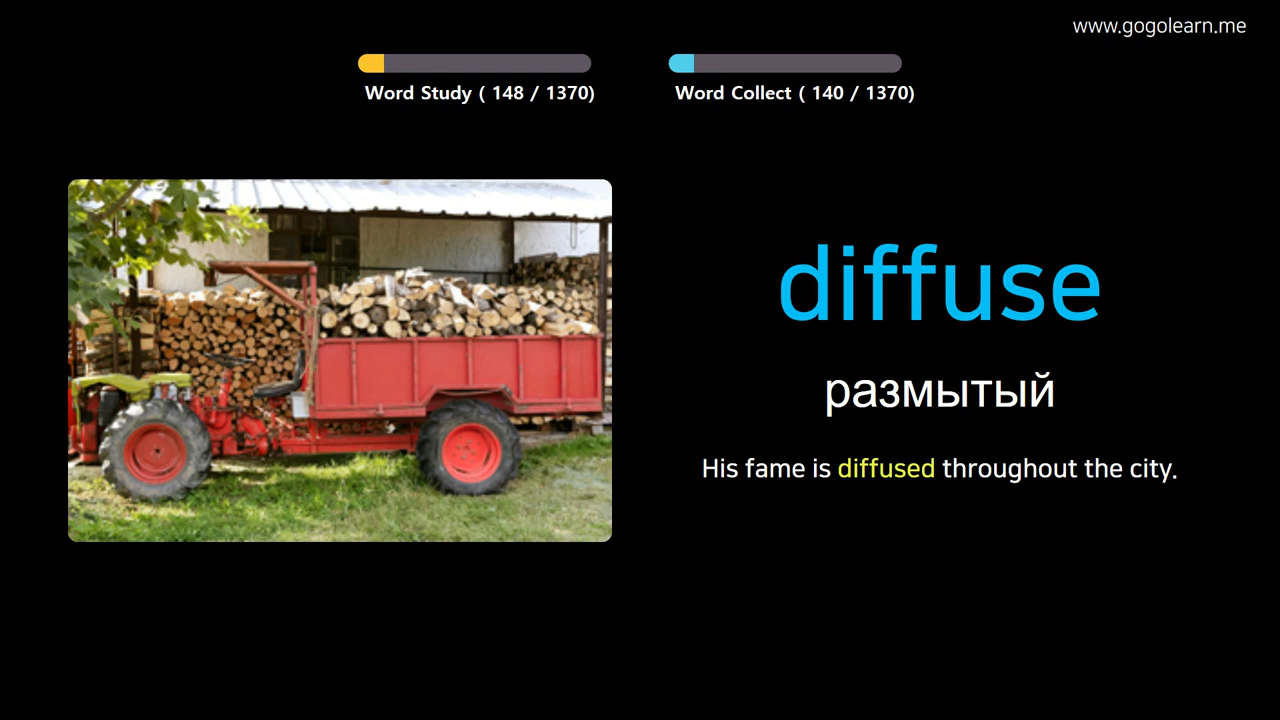 www.gogolearn.me
Word Study ( 148 / 1370)
Word Collect ( 140 / 1370)
diffuse
размытый
His fame is diffused throughout the city.